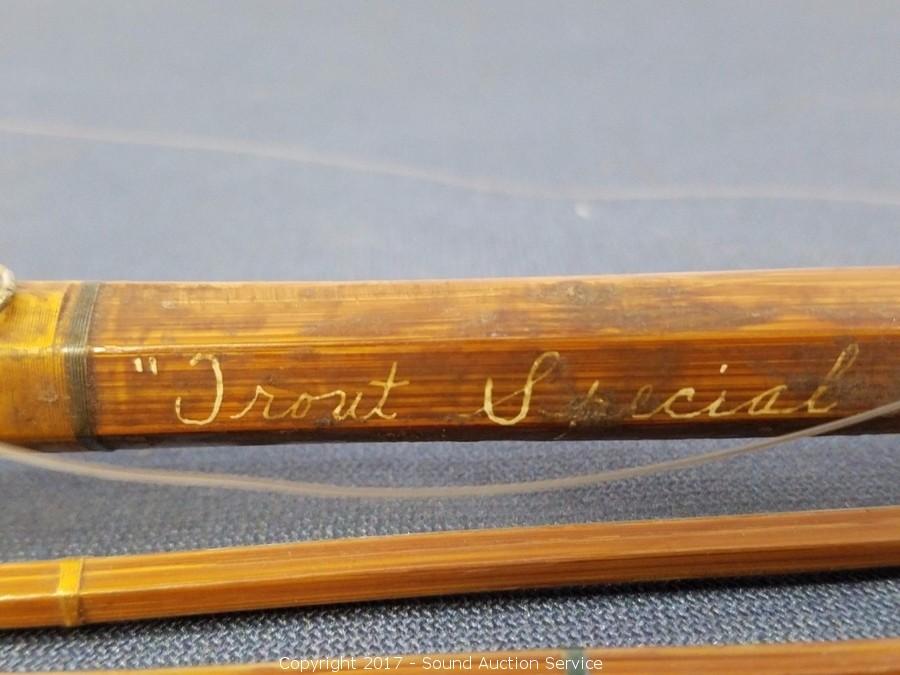 "Trout Special
Copyright 2017 - Sound Auction Service